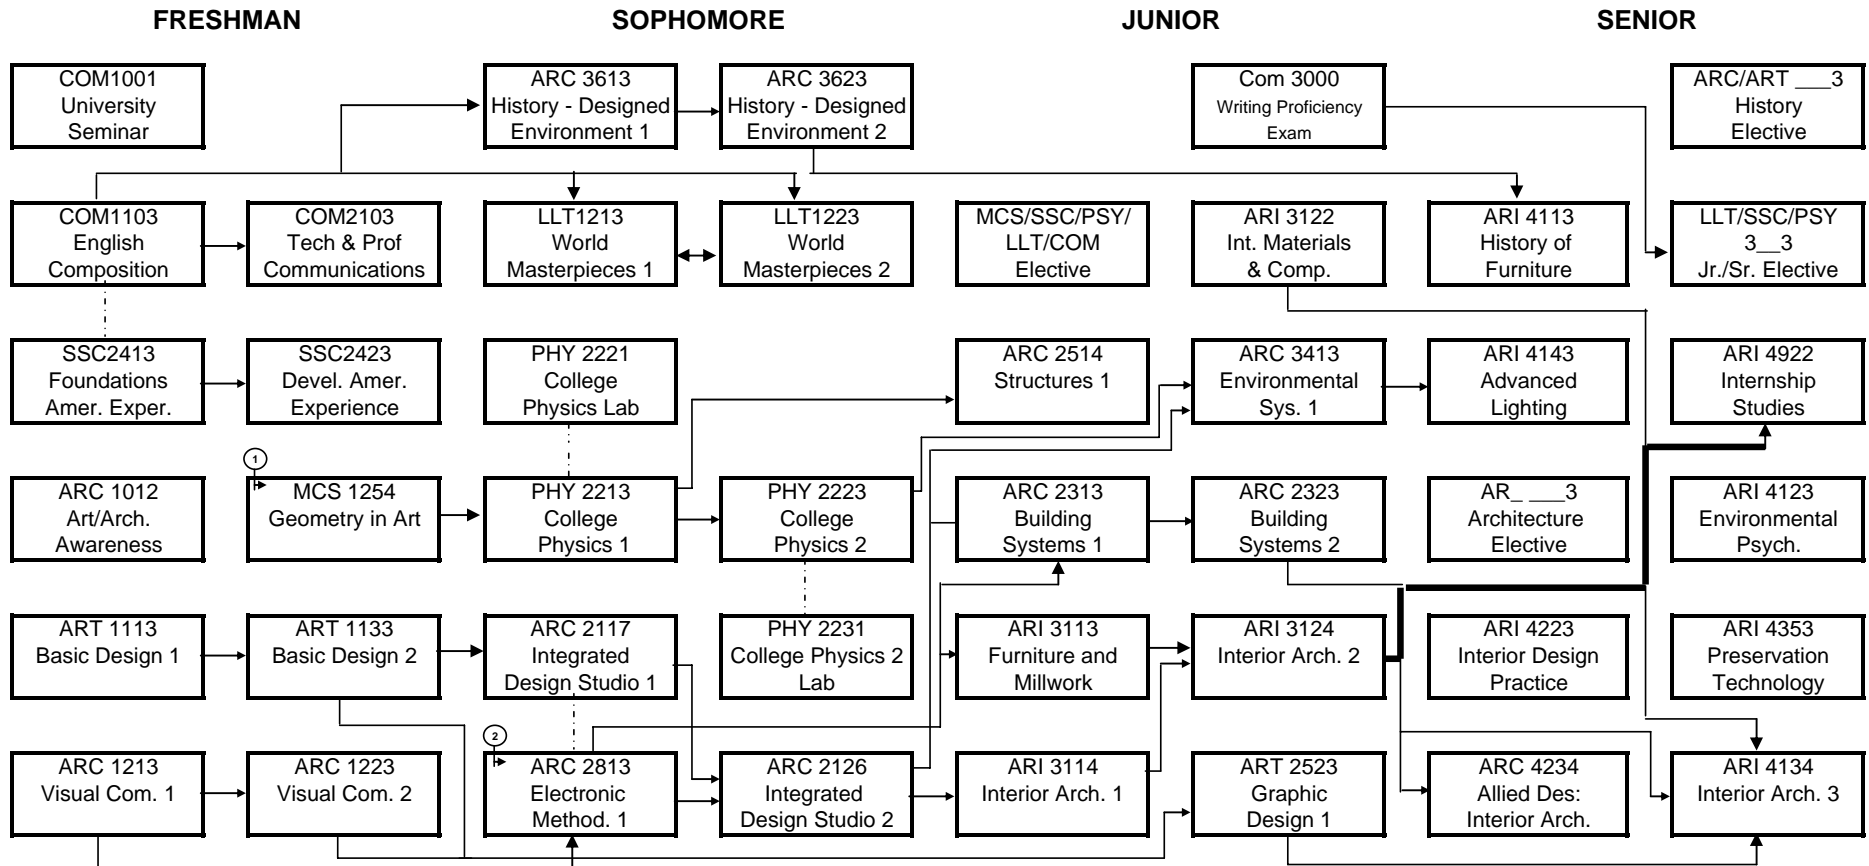 FRESHMAN
SOPHOMORE
JUNIOR
SENIOR
COM1001
University
Seminar
ARC 3613
History - Designed
Environment 1
ARC 3623
History - Designed
Environment 2
Com 3000
Writing Proficiency
Exam
ARC/ART ___3
History
Elective
COM1103
English
Composition
COM2103
Tech & Prof
Communications
LLT1213
World
Masterpieces 1
LLT1223
World
Masterpieces 2
MCS/SSC/PSY/
LLT/COM
Elective
ARI 3122
Int. Materials
& Comp.
ARI 4113
History of
Furniture
LLT/SSC/PSY
3__3
Jr./Sr. Elective
SSC2413
Foundations
Amer. Exper.
SSC2423
Devel. Amer.
Experience
PHY 2221
College
Physics Lab
ARC 2514
Structures 1
ARC 3413
Environmental
Sys. 1
ARI 4143
Advanced
Lighting
ARI 4922
Internship
Studies
ARC 1012
Art/Arch.
Awareness
1
MCS 1254
Geometry in Art
PHY 2213
College
Physics 1
PHY 2223
College
Physics 2
ARC 2313
Building
Systems 1
ARC 2323
Building
Systems 2
AR_ ___3
Architecture
Elective
ARI 4123
Environmental
Psych.
ART 1113
Basic Design 1
ART 1133
Basic Design 2
ARC 2117
Integrated
Design Studio 1
PHY 2231
College Physics 2
Lab
ARI 3113
Furniture and
Millwork
ARI 3124
Interior Arch. 2
ARI 4223
Interior Design
Practice
ARI 4353
Preservation
Technology
ARC 1213
Visual Com. 1
ARC 1223
Visual Com. 2
2
ARC 2813
Electronic
Method. 1
ARC 2126
Integrated
Design Studio 2
ARI 3114
Interior Arch. 1
ART 2523
Graphic
Design 1
ARC 4234
Allied Des:
Interior Arch.
ARI 4134
Interior Arch. 3